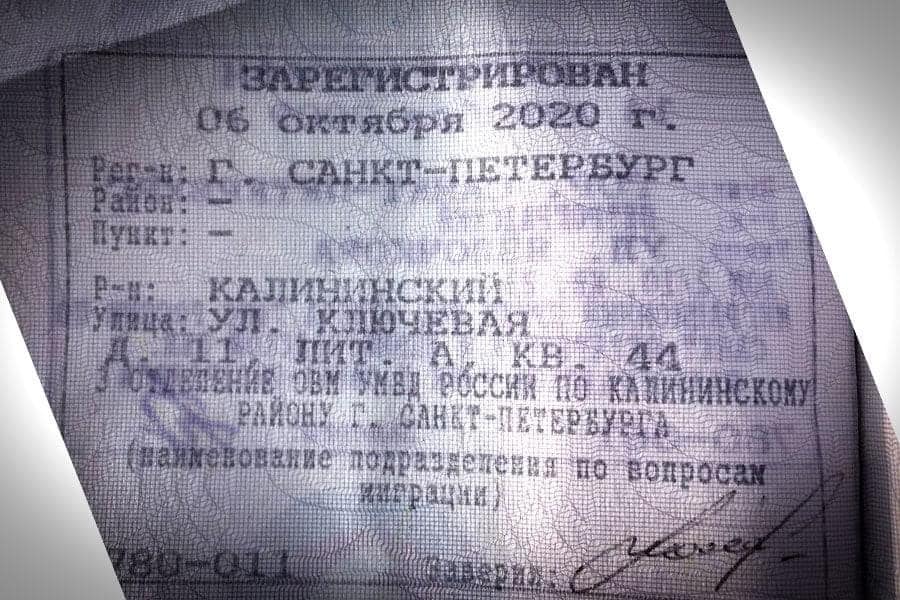 ЗАРЕГИСТРИРОВАН
06 октября 2020 г.
Рег-н: Г. САНКТ-ПЕТЕРБУРГ
Район: —
Пункт: —
Р-н: КАЛИНИНСКИЙ
Улица: УЛ. КЛЮЧЕВАЯ
Д. 11, ЛИТ. А, КВ. 44
ОТДЕЛЕНИЕ ОВМ УМВД РОССИИ ПО КАЛИНИНСКОМУ
РАЙОНУ Г. САНКТ-ПЕТЕРБУРГА
(наименование подразделения по вопросам
миграции)
780-011 Заверил: